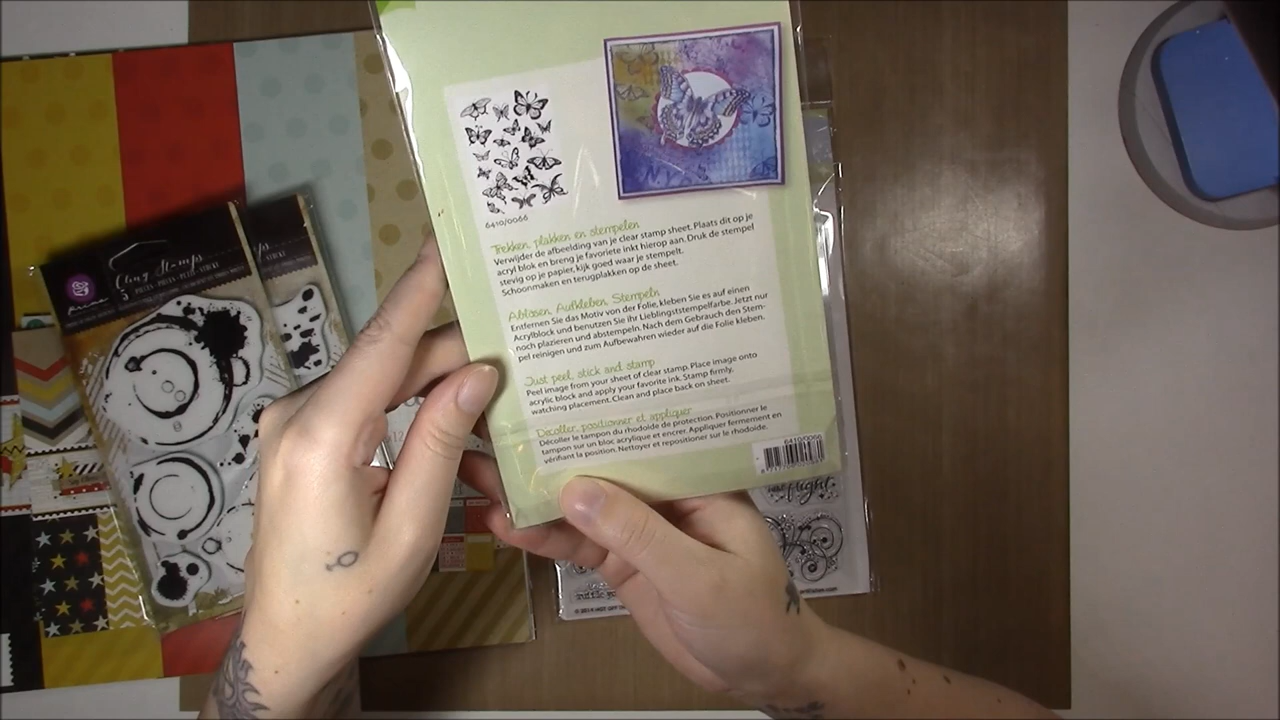 6410/0066
Trekken, plakken en stempelen
Verwijder de afbeelding van je clear stamp sheet. Plaats dit op je
acryl blok en breng je favoriete inkt hierop aan. Druk de stempel
stevig op je papier, kijk goed waar je stempelt.
Schoonmaken en terugplakken op de sheet.
Ablösen, Aufkleben, Stempeln
Entfernen Sie das Motiv von der Folie, kleben Sie es auf einen
Acrylblock und benutzen Sie ihr Lieblingststempelfarbe. Jetzt nur
noch plazieren und abstempeln. Nach dem Gebrauch den Stem-
pel reinigen und zum Aufbewahren wieder auf die Folie kleben.
Just peel, stick and stamp
Peel image from your sheet of clear stamp. Place image onto
acrylic block and apply your favorite ink. Stamp firmly,
watching placement. Clean and place back on sheet.
Décoller, positionner et appliquer
Décoller le tampon du rhodoïde de protection. Positionner le
tampon sur un bloc acrylique et encrer. Appliquer fermement en
vérifiant la position. Nettoyer et repositionner sur le rhodoïde.
6410/0066
Cling Stamps
5 PIECES
flight